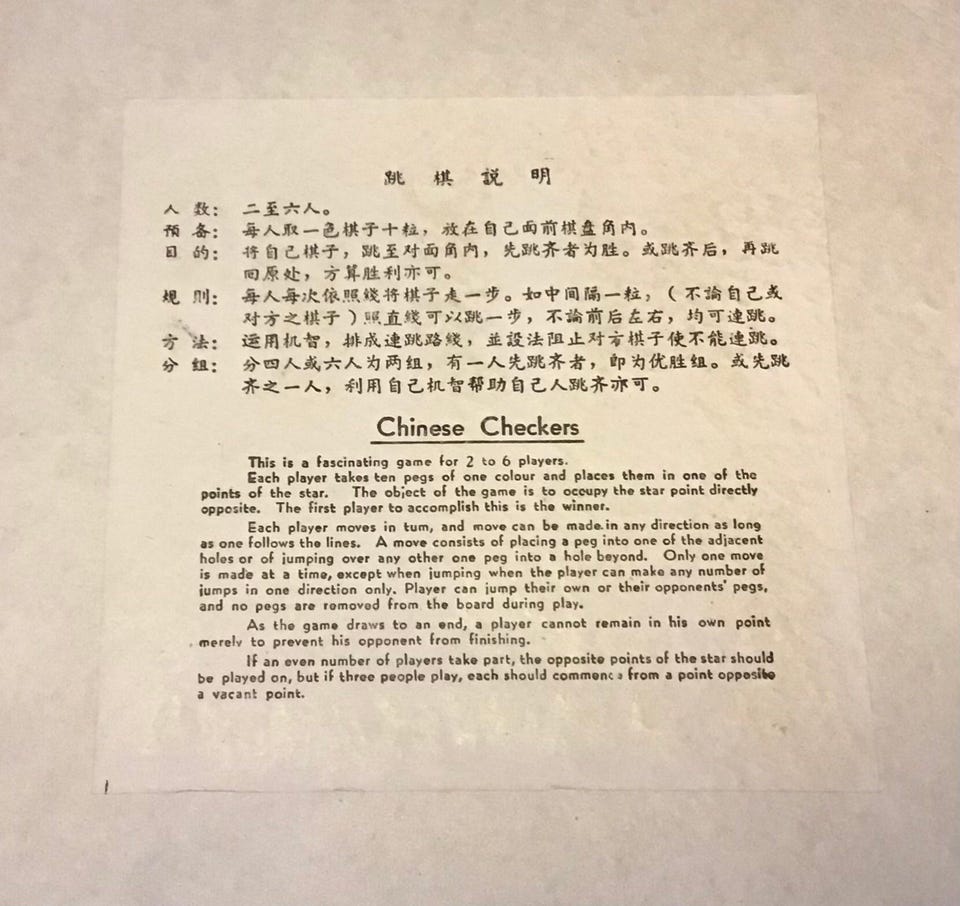 跳棋説明
人数：二至六人。
预备：每人取一色棋子十粒，放在自己面前棋盘角内。
目的：将自己棋子，跳至对面角内，先跳齐者为胜。或跳齐后，再跳
回原处，方算胜利亦可。
规则：每人每次依照綫将棋子走一步。如中间隔一粒，（不論自己或
对方之棋子）照直綫可以跳一步，不論前后左右，均可連跳。
方法：运用机智，排成連跳路綫，並設法阻止对方棋子使不能連跳。
分组：分四人或六人为两组，有一人先跳齐者，即为优胜组。或先跳
齐之一人，利用自己机智帮助自己人跳齐亦可。
Chinese Checkers
This is a fascinating game for 2 to 6 players.
Each player takes ten pegs of one colour and places them in one of the
points of the star. The object of the game is to occupy the star point directly
opposite. The first player to accomplish this is the winner.
Each player moves in tum, and move can be made.in any direction as long
as one follows the lines. A move consists of placing a peg into one of the adjacent
holes or of jumping over any other one peg into a hole beyond. Only one move
is made at a time, except when jumping when the player can make any number of
jumps in one direction only. Player can jump their own or their opponents' pegs,
and no pegs are removed from the board during play.
As the game draws to an end, a player cannot remain in his own point
merely to prevent his opponent from finishing.
If an even number of players take part, the opposite points of the star should
be played on, but if three people play, each should commence from a point opposite
a vacant point.